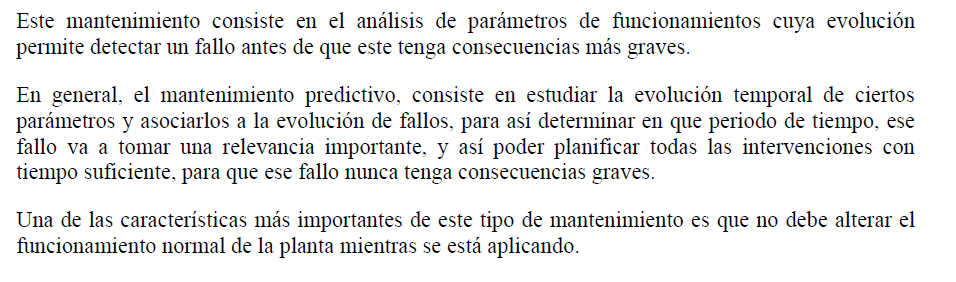 Este mantenimiento consiste en el análisis de parámetros de funcionamientos cuya evolución
permite detectar un fallo antes de que este tenga consecuencias más graves.
En general, el mantenimiento predictivo, consiste en estudiar la evolución temporal de ciertos
parámetros y asociarlos a la evolución de fallos, para así determinar en que periodo de tiempo, ese
fallo va a tomar una relevancia importante, y así poder planificar todas las intervenciones con
tiempo suficiente, para que ese fallo nunca tenga consecuencias graves.
Una de las características más importantes de este tipo de mantenimiento es que no debe alterar el
funcionamiento normal de la planta mientras se está aplicando.